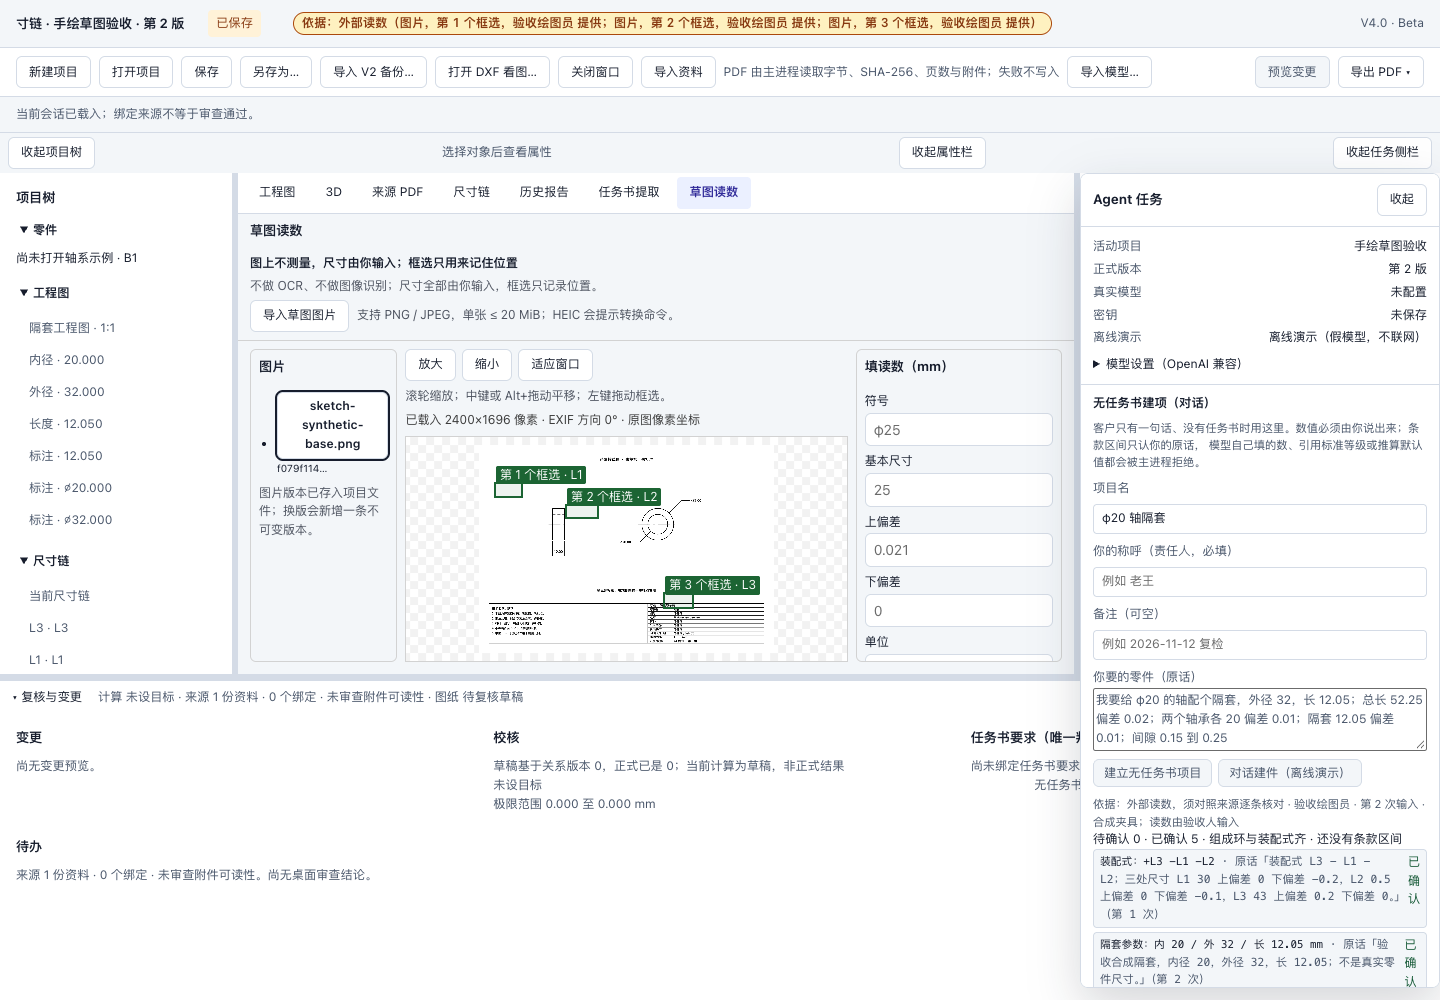 寸链 · 手绘草图验收 · 第 2 版
已保存
依据：外部读数（图片，第 1 个框选，验收绘图员 提供；图片，第 2 个框选，验收绘图员 提供；图片，第 3 个框选，验收绘图员 提供）
V4.0 · Beta
新建项目
打开项目
保存
另存为...
导入 V2 备份...
打开 DXF 看图...
关闭窗口
导入资料
PDF 由主进程读取字节、SHA-256、页数与附件；失败不写入
导入模型...
预览变更
导出 PDF ▾
当前会话已载入；绑定来源不等于审查通过。
收起项目树
选择对象后查看属性
收起属性栏
收起任务侧栏
项目树
▼ 零件
尚未打开轴系示例 · B1
▼ 工程图
隔套工程图 · 1:1
内径 · 20.000
外径 · 32.000
长度 · 12.050
标注 · 12.050
标注 · ⌀20.000
标注 · ⌀32.000
▼ 尺寸链
当前尺寸链
L3 · L3
L1 · L1
工程图
3D
来源 PDF
尺寸链
历史报告
任务书提取
草图读数
草图读数
图上不测量，尺寸由你输入；框选只用来记住位置
不做 OCR、不做图像识别；尺寸全部由你输入，框选只记录位置。
导入草图图片
支持 PNG / JPEG，单张 ≤ 20 MiB；HEIC 会提示转换命令。
图片
sketch-
synthetic-
base.png
f079f114...
图片版本已存入项目文
件；换版会新增一条不
可变版本。
放大
缩小
适应窗口
滚轮缩放；中键或 Alt+拖动平移；左键拖动框选。
已载入 2400×1696 像素 · EXIF 方向 0° · 原图像素坐标
第 1 个框选 · L1
第 2 个框选 · L2
第 3 个框选 · L3
填读数（mm）
符号
φ25
基本尺寸
25
上偏差
0.021
下偏差
0
单位
Agent 任务
收起
活动项目
手绘草图验收
正式版本
第 2 版
真实模型
未配置
密钥
未保存
离线演示
离线演示（假模型，不联网）
▶ 模型设置（OpenAI 兼容）
无任务书建项（对话）
客户只有一句话、没有任务书时用这里。数值必须由你说出来；条
款区间只认你的原话， 模型自己填的数、引用标准等级或推算默认
值都会被主进程拒绝。
项目名
φ20 轴隔套
你的称呼（责任人，必填）
例如 老王
备注（可空）
例如 2026-11-12 复检
你要的零件（原话）
我要给 φ20 的轴配个隔套，外径 32，长 12.05；总长 52.25
偏差 0.02；两个轴承各 20 偏差 0.01；隔套 12.05 偏差
0.01；间隙 0.15 到 0.25
建立无任务书项目
对话建件（离线演示）
依据：外部读数，须对照来源逐条核对 · 验收绘图员 · 第 2 次输入 ·
合成夹具；读数由验收人输入
待确认 0 · 已确认 5 · 组成环与装配式齐 · 还没有条款区间
装配式：+L3 −L1 −L2 · 原话「装配式 L3 − L1 −
L2；三处尺寸 L1 30 上偏差 0 下偏差 −0.2，L2 0.5
上偏差 0 下偏差 −0.1，L3 43 上偏差 0.2 下偏差 0。」
（第 1 次）
已确认
隔套参数：内 20 / 外 32 / 长 12.05 mm · 原话「验
收合成隔套，内径 20，外径 32，长 12.05；不是真实零
件尺寸。」（第 2 次）
已确认
▾ 复核与变更
计算 未设目标 · 来源 1 份资料 · 0 个绑定 · 未审查附件可读性 · 图纸 待复核草稿
变更
尚无变更预览。
校核
草稿基于关系版本 0，正式已是 0；当前计算为草稿，非正式结果
未设目标
极限范围 0.000 至 0.000 mm
任务书要求（唯一
尚未绑定任务书要求
无任务书
待办
来源 1 份资料 · 0 个绑定 · 未审查附件可读性。尚无桌面审查结论。